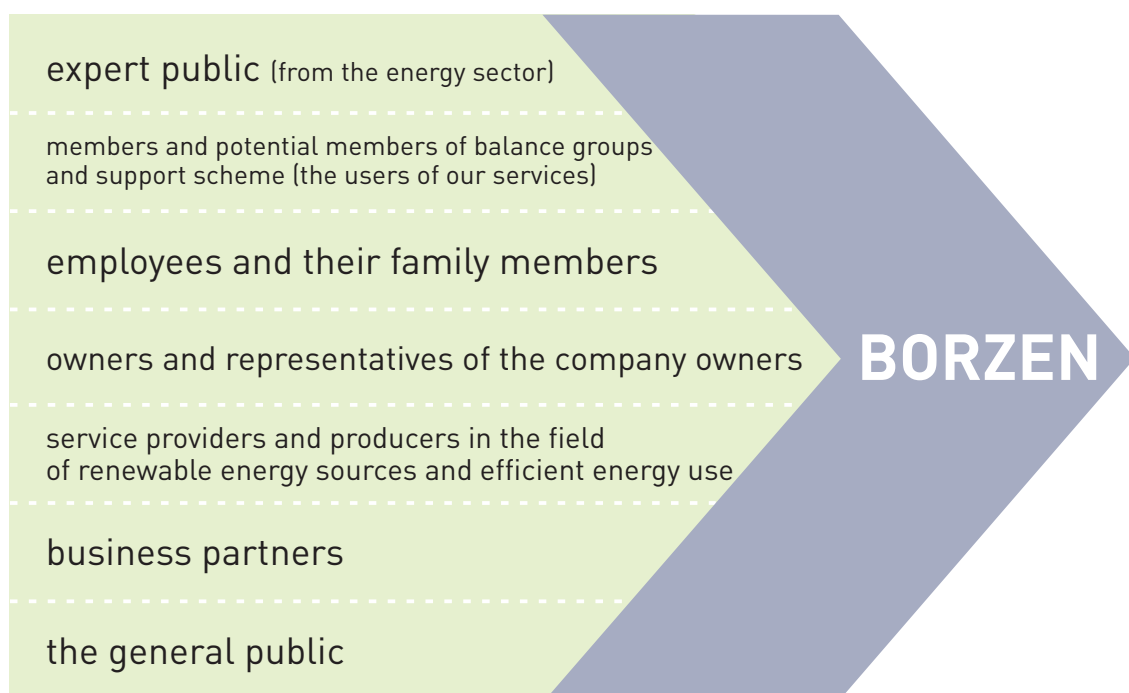 expert public (from the energy sector)
members and potential members of balance groups
and support scheme (the users of our services)
employees and their family members
owners and representatives of the company owners
BORZEN
service providers and producers in the field
of renewable energy sources and efficient energy use
business partners
the general public